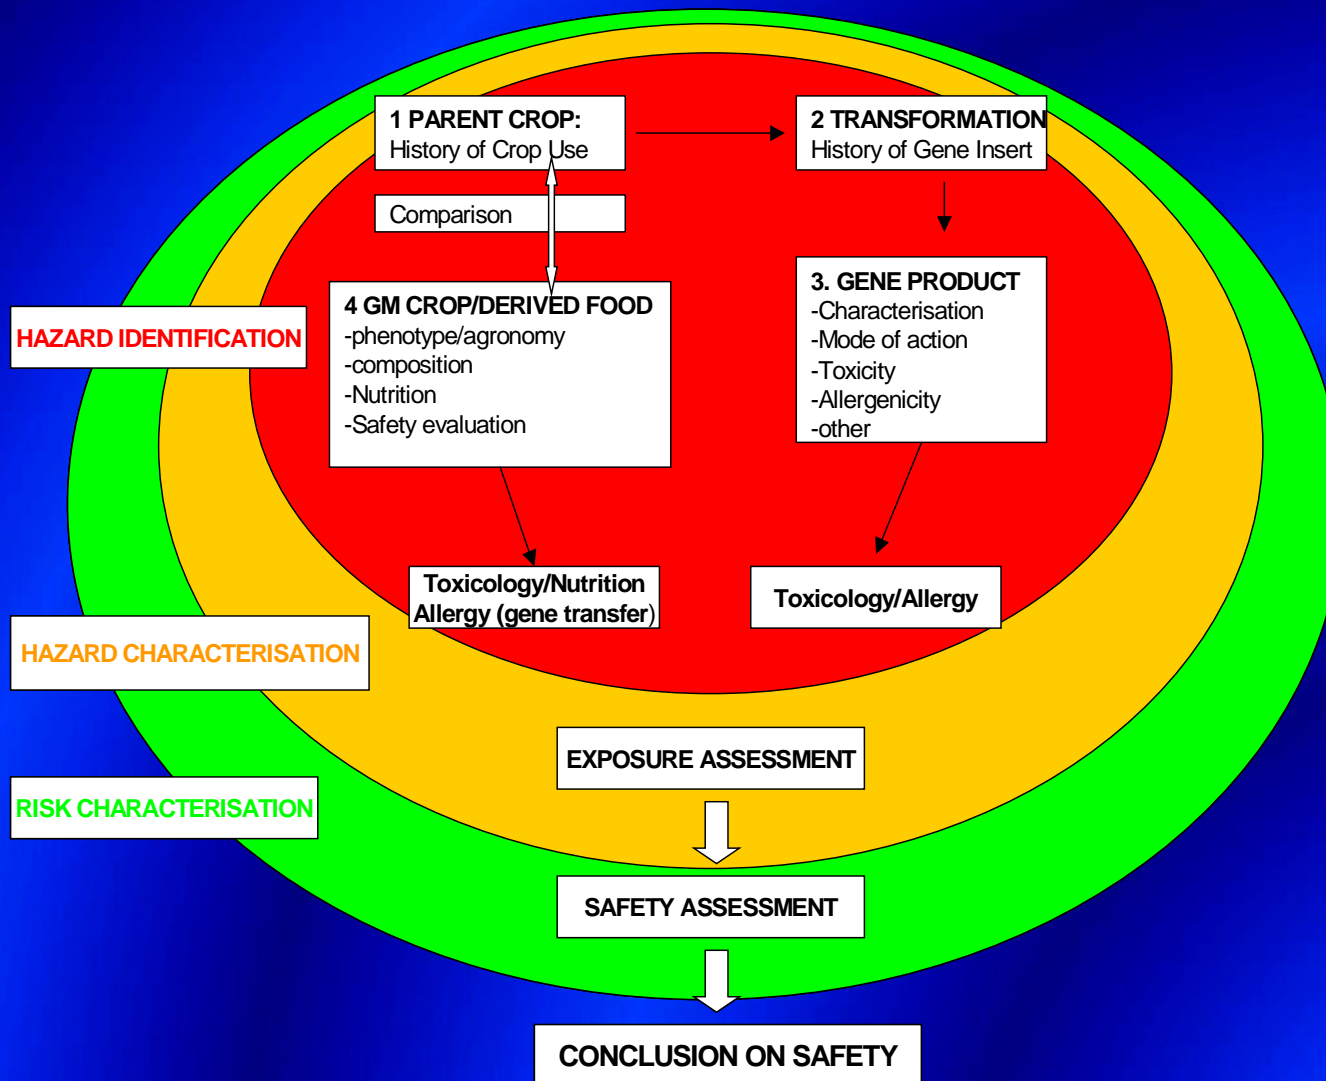 1 PARENT CROP:
History of Crop Use
2 TRANSFORMATION
History of Gene Insert
Comparison
4 GM CROP/DERIVED FOOD
-phenotype/agronomy
-composition
-Nutrition
-Safety evaluation
3. GENE PRODUCT
-Characterisation
-Mode of action
-Toxicity
-Allergenicity
-other
HAZARD IDENTIFICATION
Toxicology/Nutrition
Allergy (gene transfer)
Toxicology/Allergy
HAZARD CHARACTERISATION
EXPOSURE ASSESSMENT
RISK CHARACTERISATION
SAFETY ASSESSMENT
CONCLUSION ON SAFETY